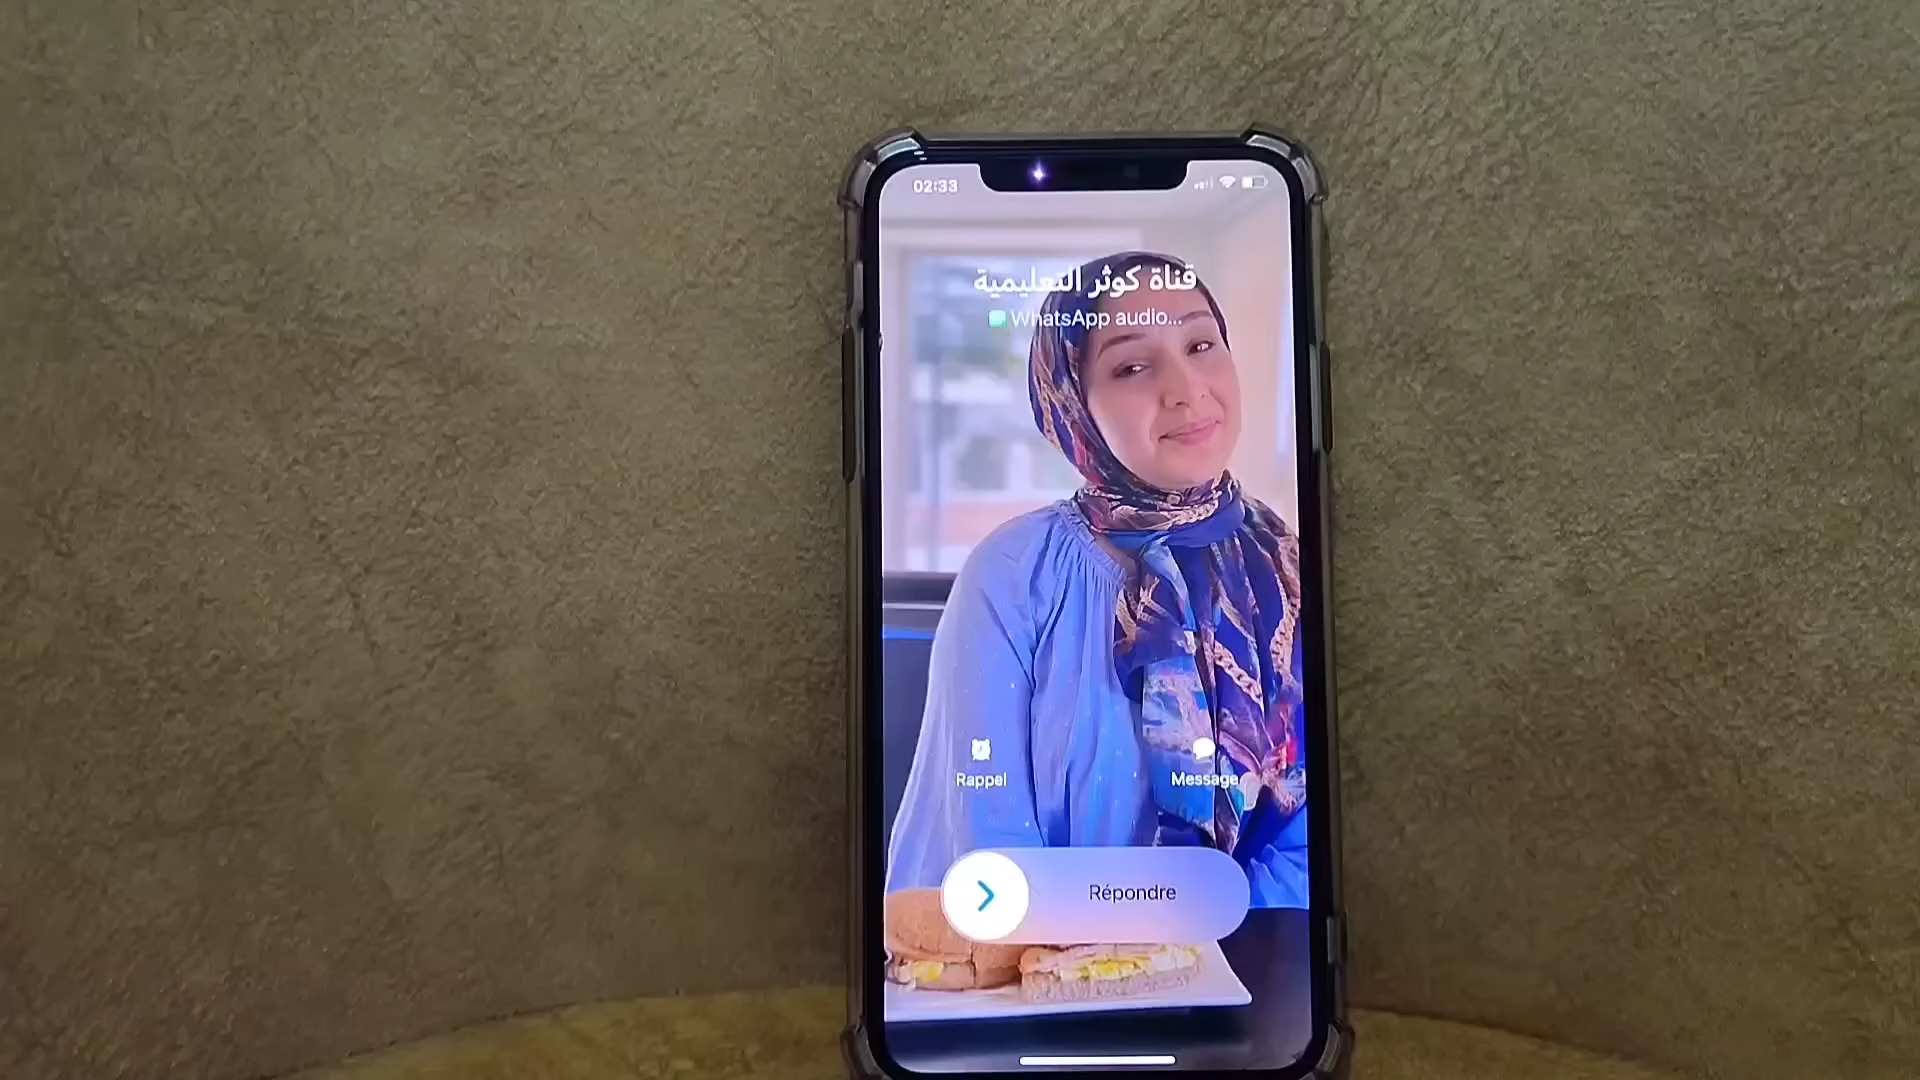 02:33
قناة كوثر التعليمية
WhatsApp audio...
Rappel
Message
Répondre